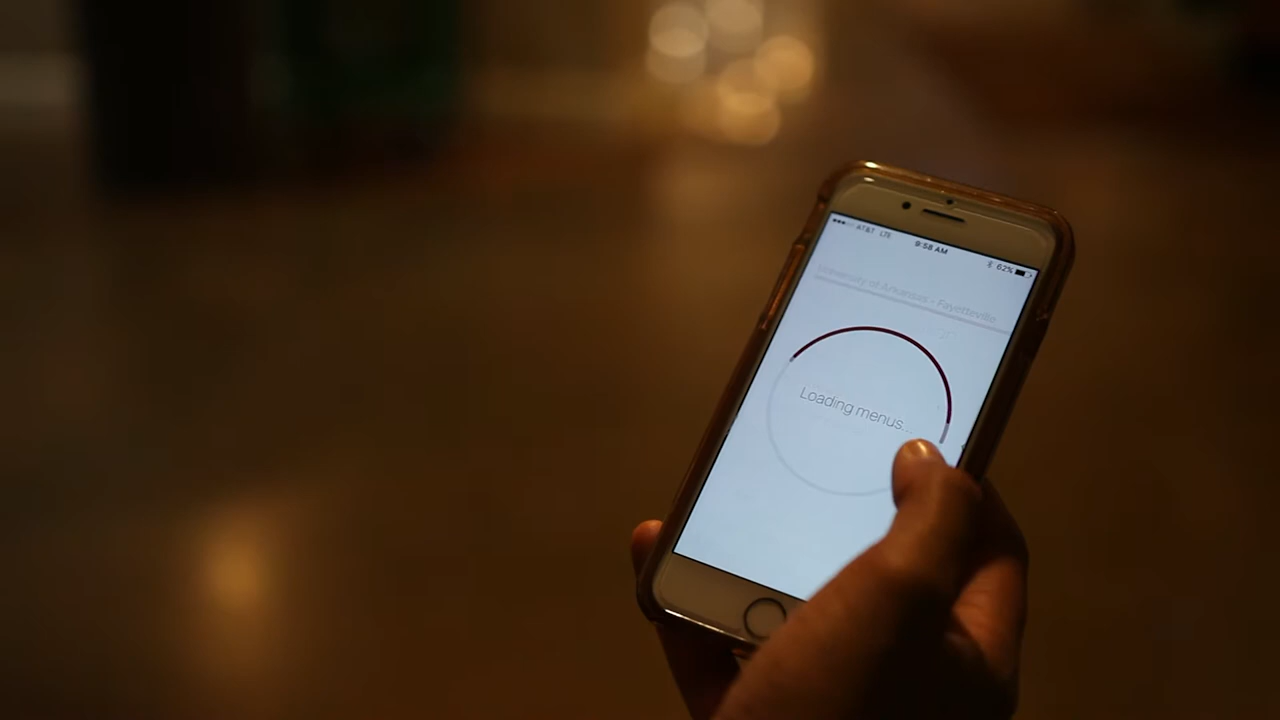 AT&T LTE 9:58 AM 62%
University of Arkansas - Fayetteville
Loading menus...